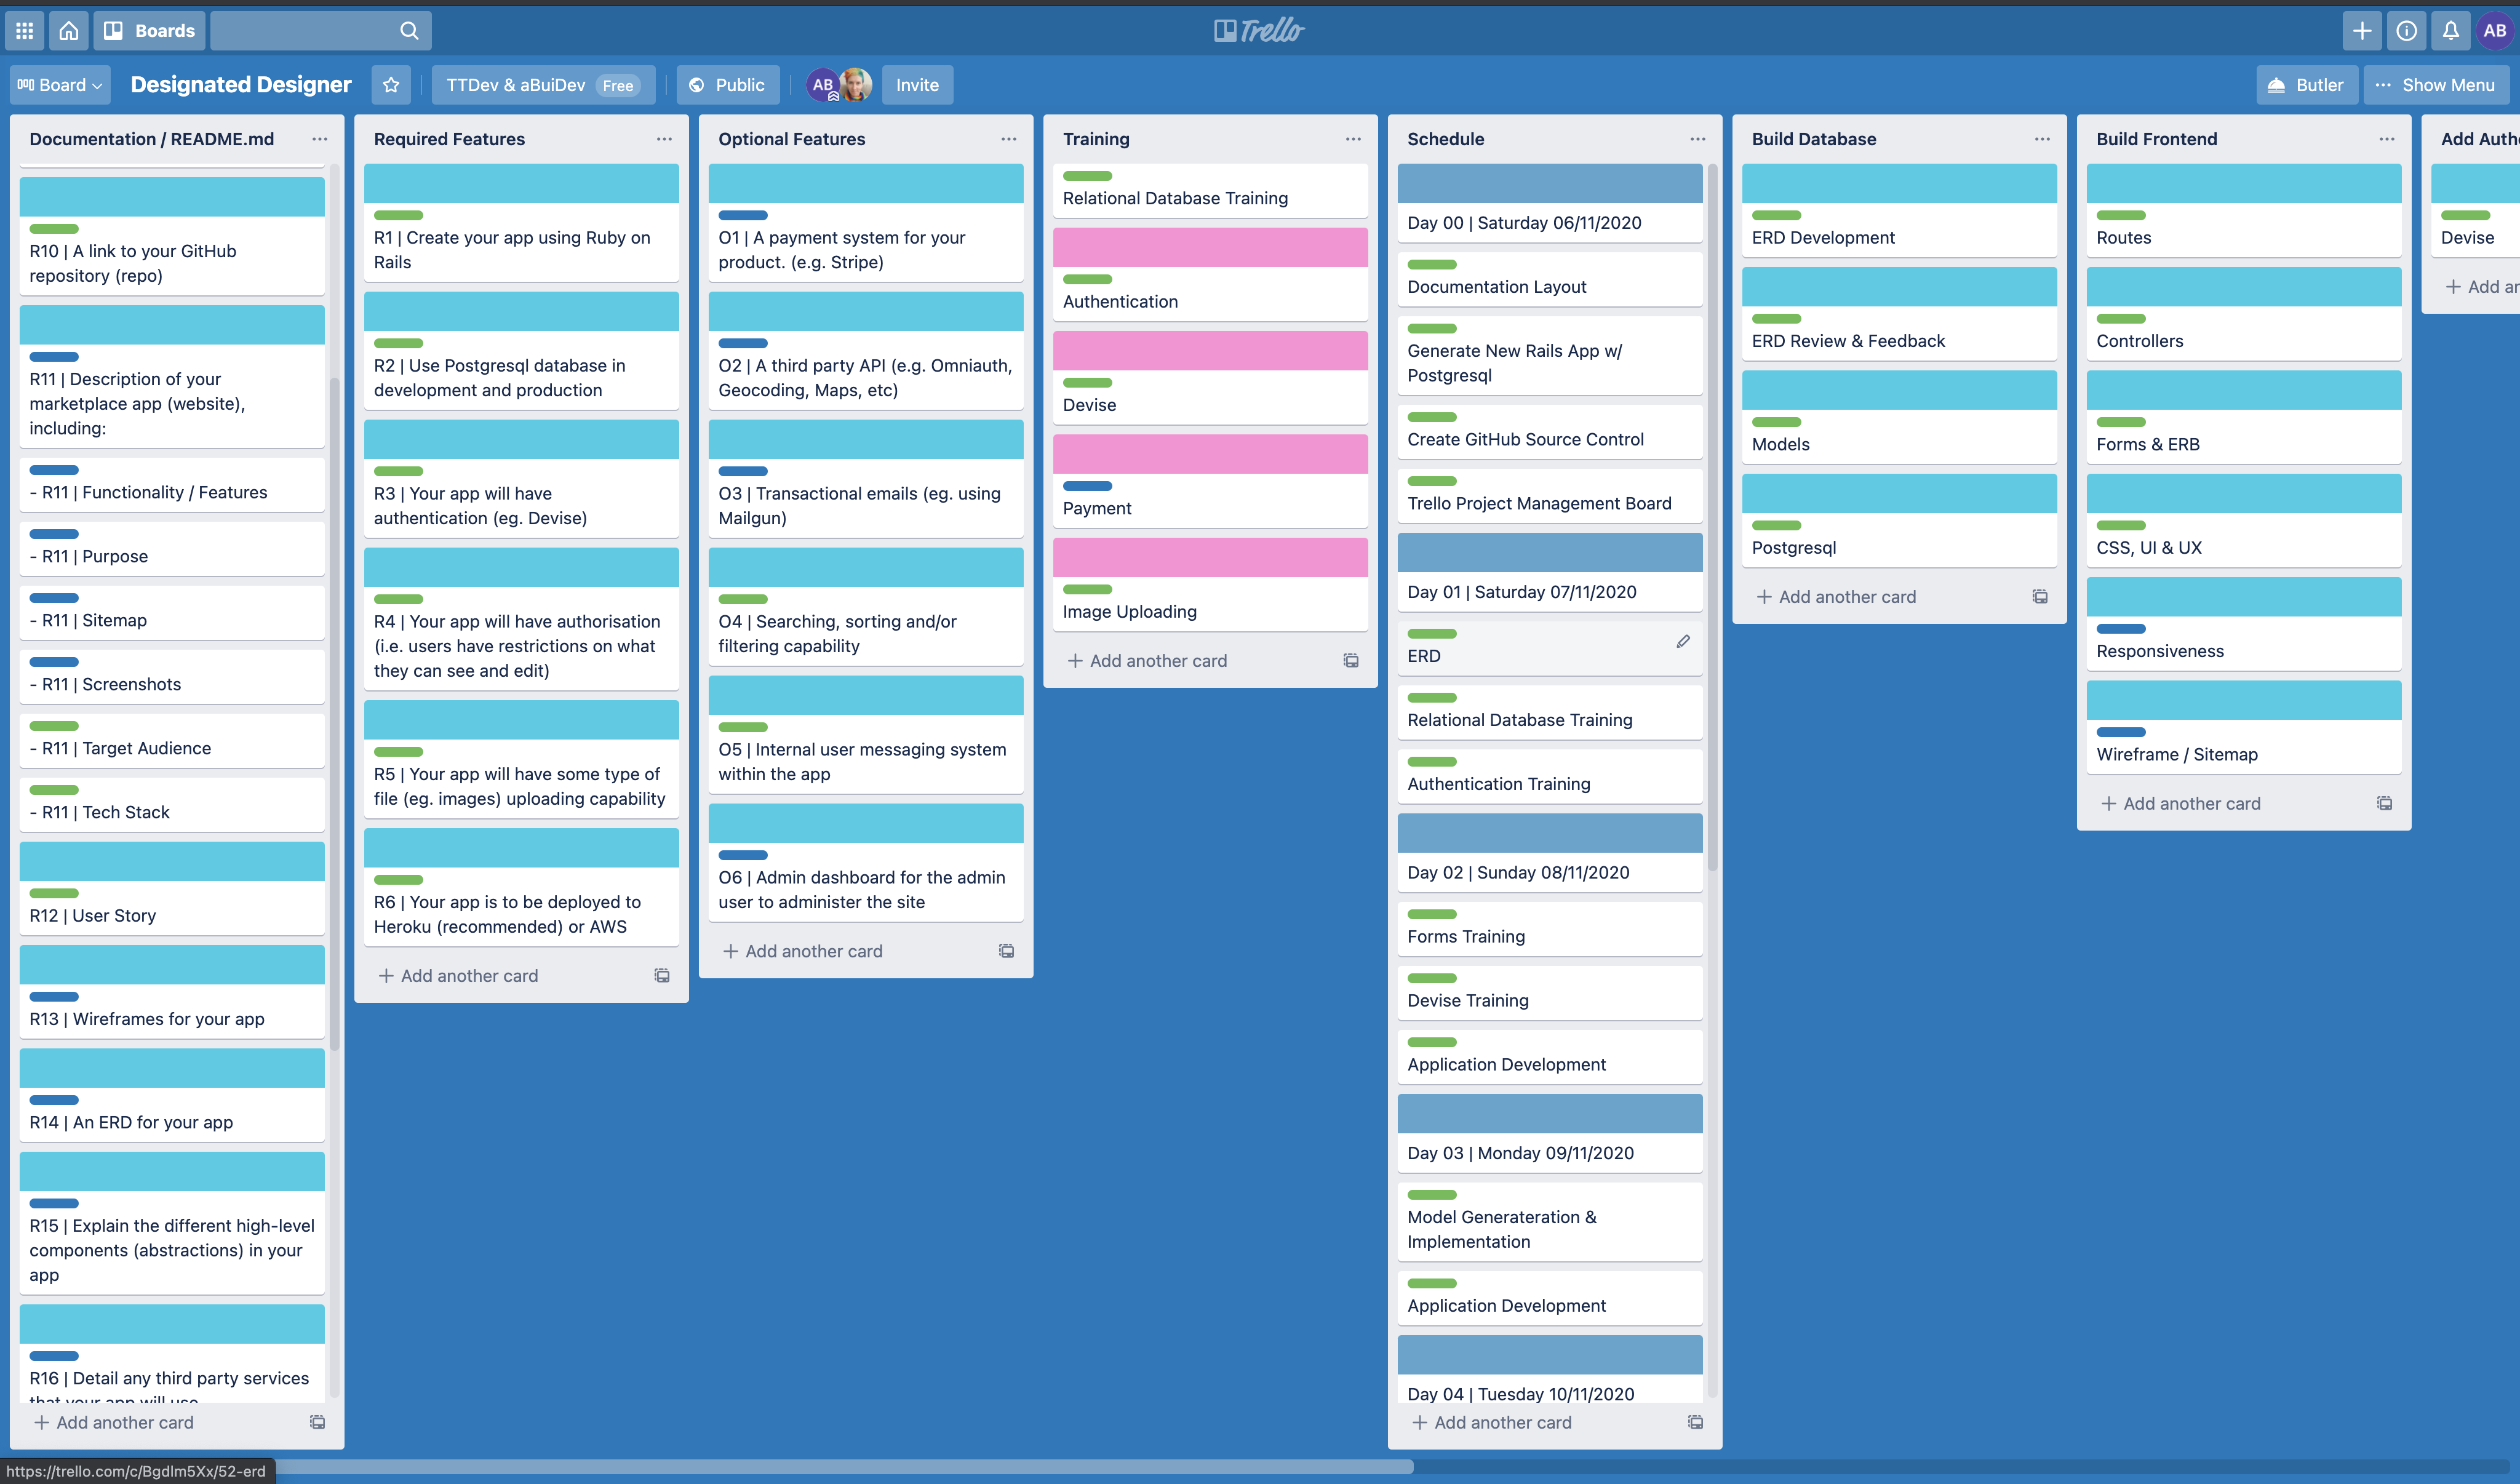 Boards
Trello
AB
Board
Designated Designer
TTDev & aBuiDev Free
Public
AB
Invite
Butler
Show Menu
Documentation / README.md
R10 | A link to your GitHub
repository (repo)
R11 | Description of your
marketplace app (website),
including:
- R11 | Functionality / Features
- R11 | Purpose
- R11 | Sitemap
- R11 | Screenshots
- R11 | Target Audience
- R11 | Tech Stack
R12 | User Story
R13 | Wireframes for your app
R14 | An ERD for your app
R15 | Explain the different high-level
components (abstractions) in your
app
R16 | Detail any third party services
that your app will use
Add another card
Required Features
R1 | Create your app using Ruby on
Rails
R2 | Use Postgresql database in
development and production
R3 | Your app will have
authentication (eg. Devise)
R4 | Your app will have authorisation
(i.e. users have restrictions on what
they can see and edit)
R5 | Your app will have some type of
file (eg. images) uploading capability
R6 | Your app is to be deployed to
Heroku (recommended) or AWS
Add another card
Optional Features
O1 | A payment system for your
product. (e.g. Stripe)
O2 | A third party API (e.g. Omniauth,
Geocoding, Maps, etc)
O3 | Transactional emails (eg. using
Mailgun)
O4 | Searching, sorting and/or
filtering capability
O5 | Internal user messaging system
within the app
O6 | Admin dashboard for the admin
user to administer the site
Add another card
Training
Relational Database Training
Authentication
Devise
Payment
Image Uploading
Add another card
Schedule
Day 00 | Saturday 06/11/2020
Documentation Layout
Generate New Rails App w/
Postgresql
Create GitHub Source Control
Trello Project Management Board
Day 01 | Saturday 07/11/2020
ERD
Relational Database Training
Authentication Training
Day 02 | Sunday 08/11/2020
Forms Training
Devise Training
Application Development
Day 03 | Monday 09/11/2020
Model Generateration &
Implementation
Application Development
Day 04 | Tuesday 10/11/2020
Add another card
Build Database
ERD Development
ERD Review & Feedback
Models
Postgresql
Add another card
Build Frontend
Routes
Controllers
Forms & ERB
CSS, UI & UX
Responsiveness
Wireframe / Sitemap
Add another card
Add Auth
Devise
Add an
https://trello.com/c/Bgdlm5Xx/52-erd